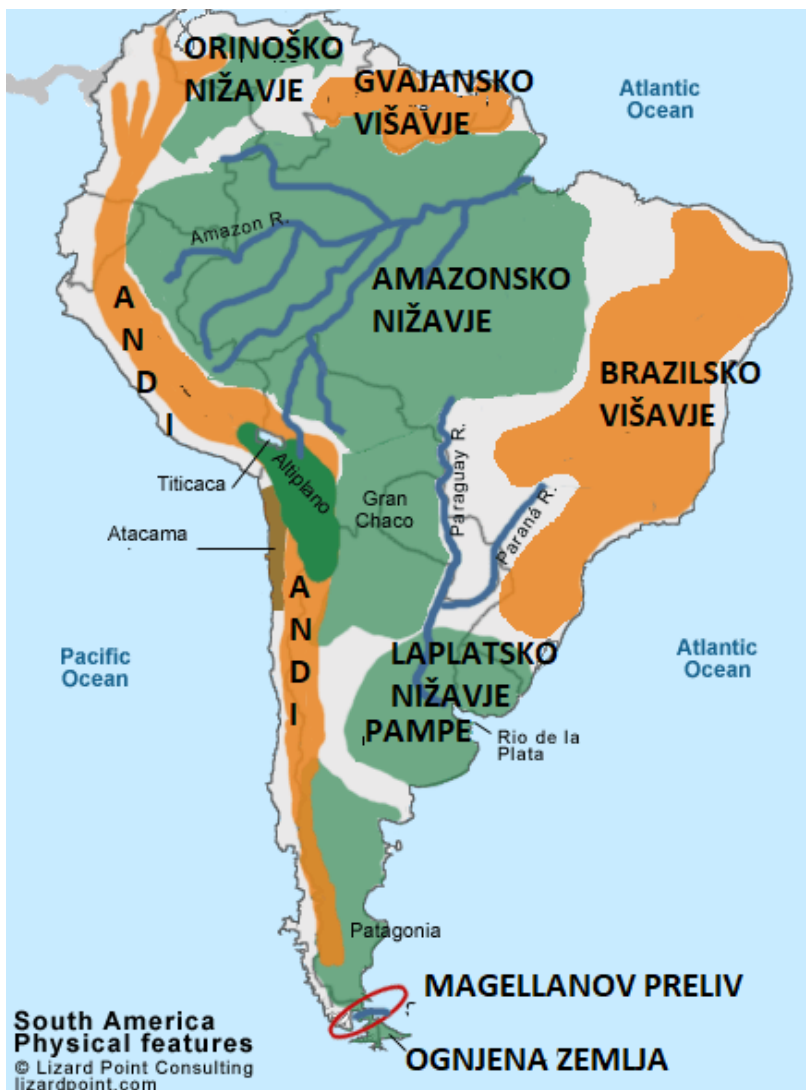 ORINOŠKO
NIŽAVJE
GVAJANSKO
VIŠAVJE
Atlantic
Ocean
Amazon R.
AMAZONSKO
NIŽAVJE
A
N
D
I
BRAZILSKO
VIŠAVJE
Titicaca
Altiplano
Gran
Chaco
Paraguay R.
Paraná R.
Atacama
A
N
D
I
Pacific
Ocean
LAPLATSKO
NIŽAVJE
PAMPE
Atlantic
Ocean
Rio de la
Plata
Patagonia
MAGELLANOV PRELIV
OGNJENA ZEMLJA
South America
Physical features
© Lizard Point Consulting
lizardpoint.com